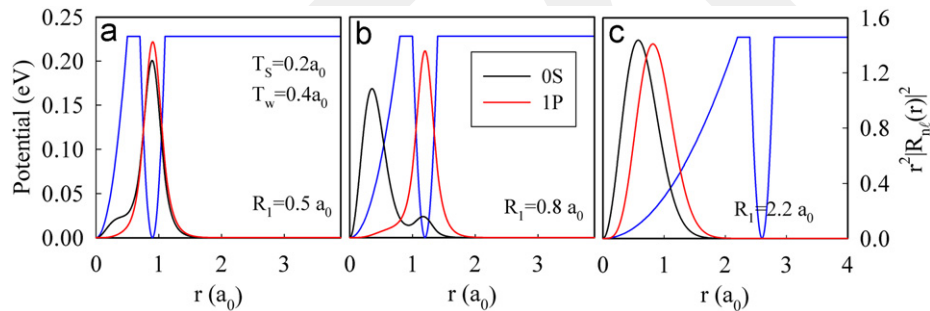 a
b
c
0.25
0.20
0.15
0.10
0.05
0.00
Potential (eV)
T_S=0.2a_0
T_w=0.4a_0
R_1=0.5 a_0
0S
1P
R_1=0.8 a_0
R_1=2.2 a_0
1.6
1.2
0.8
0.4
0.0
r^2|R_{nℓ}(r)|^2
0 1 2 3 0 1 2 3 0 1 2 3 4
r (a_0) r (a_0) r (a_0)